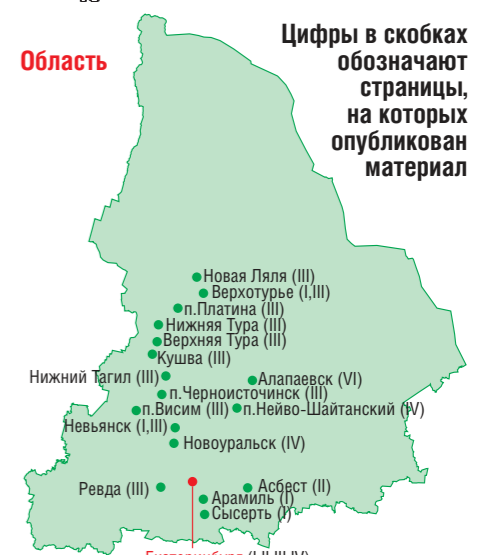 Область
Цифры в скобках
обозначают
страницы,
на которых
опубликован
материал
Новая Ляля (III)
Верхотурье (I,III)
п.Платина (III)
Нижняя Тура (III)
Верхняя Тура (III)
Кушва (III)
Нижний Тагил (III)
Алапаевск (VI)
п.Черноисточинск (III)
п.Висим (III)
п.Нейво-Шайтанский (IV)
Невьянск (I,III)
Новоуральск (IV)
Ревда (III)
Асбест (II)
Арамиль (I)
Сысерть (I)
Екатеринбург